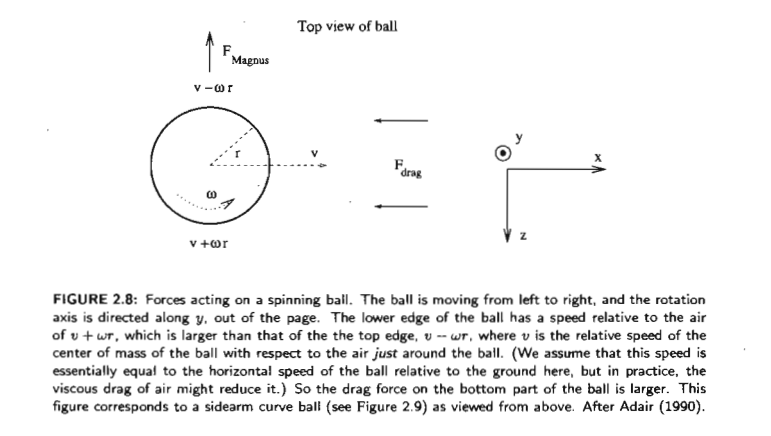 Top view of ball
F Magnus
v − ω r
r
v
ω
v + ω r
F drag
y
x
z
FIGURE 2.8: Forces acting on a spinning ball. The ball is moving from left to right, and the rotation
axis is directed along y, out of the page. The lower edge of the ball has a speed relative to the air
of v + ωr, which is larger than that of the the top edge, v − ωr, where v is the relative speed of the
center of mass of the ball with respect to the air just around the ball. (We assume that this speed is
essentially equal to the horizontal speed of the ball relative to the ground here, but in practice, the
viscous drag of air might reduce it.) So the drag force on the bottom part of the ball is larger. This
figure corresponds to a sidearm curve ball (see Figure 2.9) as viewed from above. After Adair (1990).